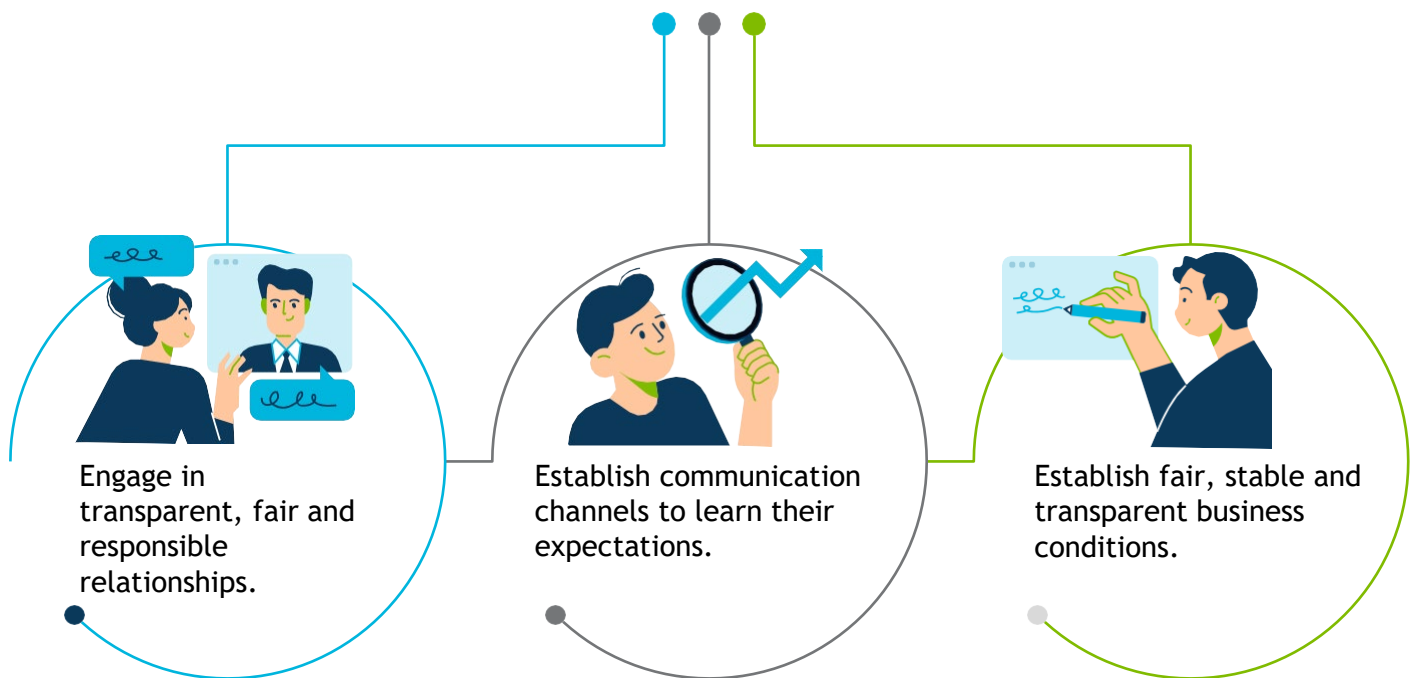 Engage in
transparent, fair and
responsible
relationships.
Establish communication
channels to learn their
expectations.
Establish fair, stable and
transparent business
conditions.